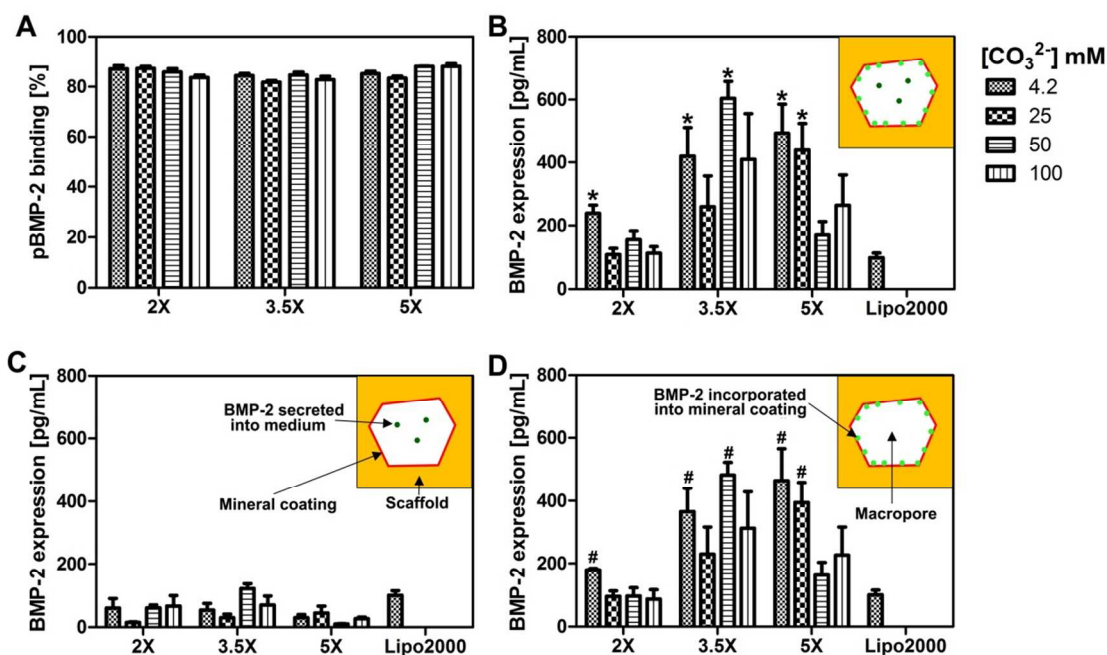 A
pBMP-2 binding [%]
100
80
60
40
20
0
2X 3.5X 5X
B
BMP-2 expression [pg/mL]
800
600
400
200
0
* * * * *
2X 3.5X 5X Lipo2000
[CO₃²⁻] mM
4.2
25
50
100
C
BMP-2 expression [pg/mL]
800
600
400
200
0
BMP-2 secreted
into medium
Mineral coating
Scaffold
2X 3.5X 5X Lipo2000
D
BMP-2 expression [pg/mL]
800
600
400
200
0
BMP-2 incorporated
into mineral coating
Macropore
# # # # #
2X 3.5X 5X Lipo2000